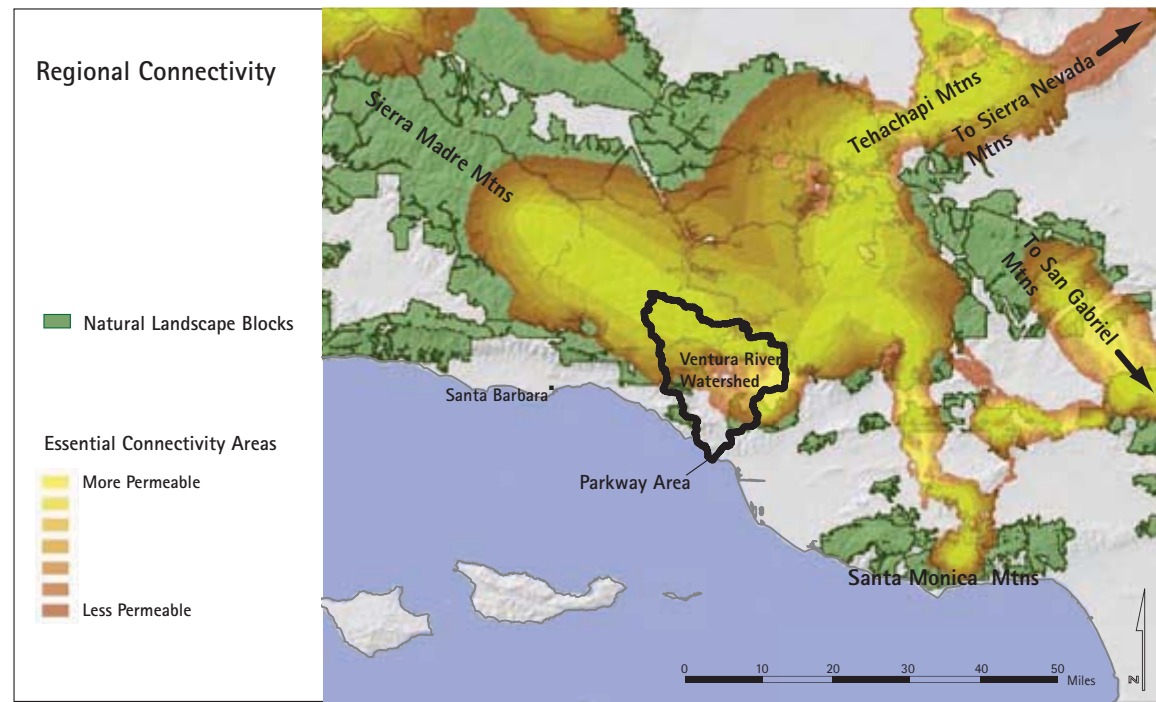 Regional Connectivity
Natural Landscape Blocks
Essential Connectivity Areas
More Permeable
Less Permeable
Sierra Madre Mtns
Tehachapi Mtns
To Sierra Nevada
Mtns
To San Gabriel
Mtns
Ventura River
Watershed
Santa Barbara
Parkway Area
Santa Monica Mtns
0 10 20 30 40 50
Miles
N